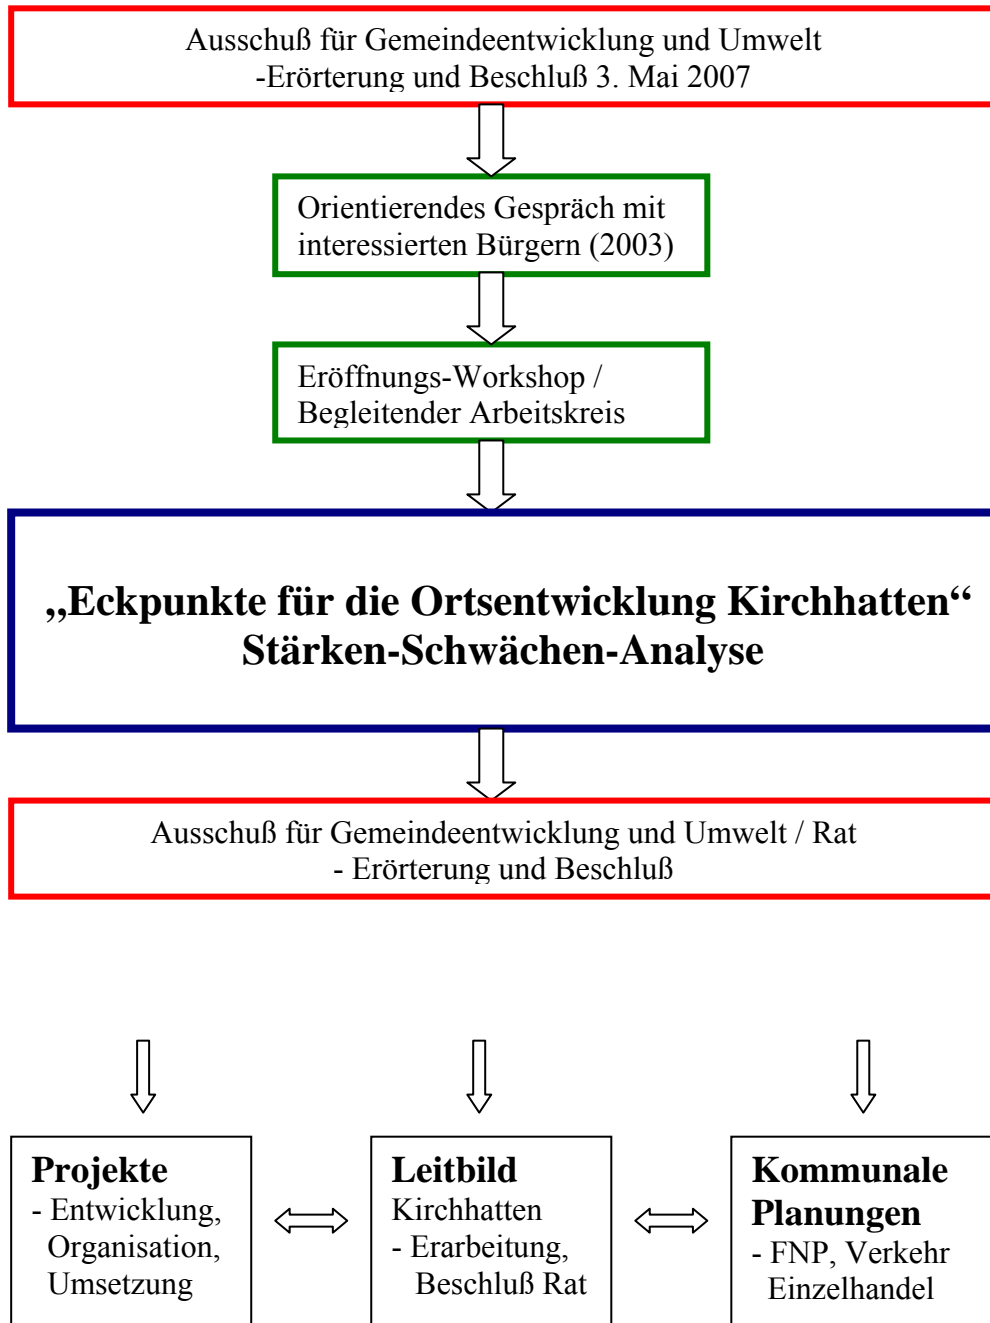 Ausschuß für Gemeindeentwicklung und Umwelt
-Erörterung und Beschluß 3. Mai 2007
Orientierendes Gespräch mit
interessierten Bürgern (2003)
Eröffnungs-Workshop /
Begleitender Arbeitskreis
„Eckpunkte für die Ortsentwicklung Kirchhatten“
Stärken-Schwächen-Analyse
Ausschuß für Gemeindeentwicklung und Umwelt / Rat
- Erörterung und Beschluß
Projekte
- Entwicklung,
Organisation,
Umsetzung
Leitbild
Kirchhatten
- Erarbeitung,
Beschluß Rat
Kommunale
Planungen
- FNP, Verkehr
Einzelhandel